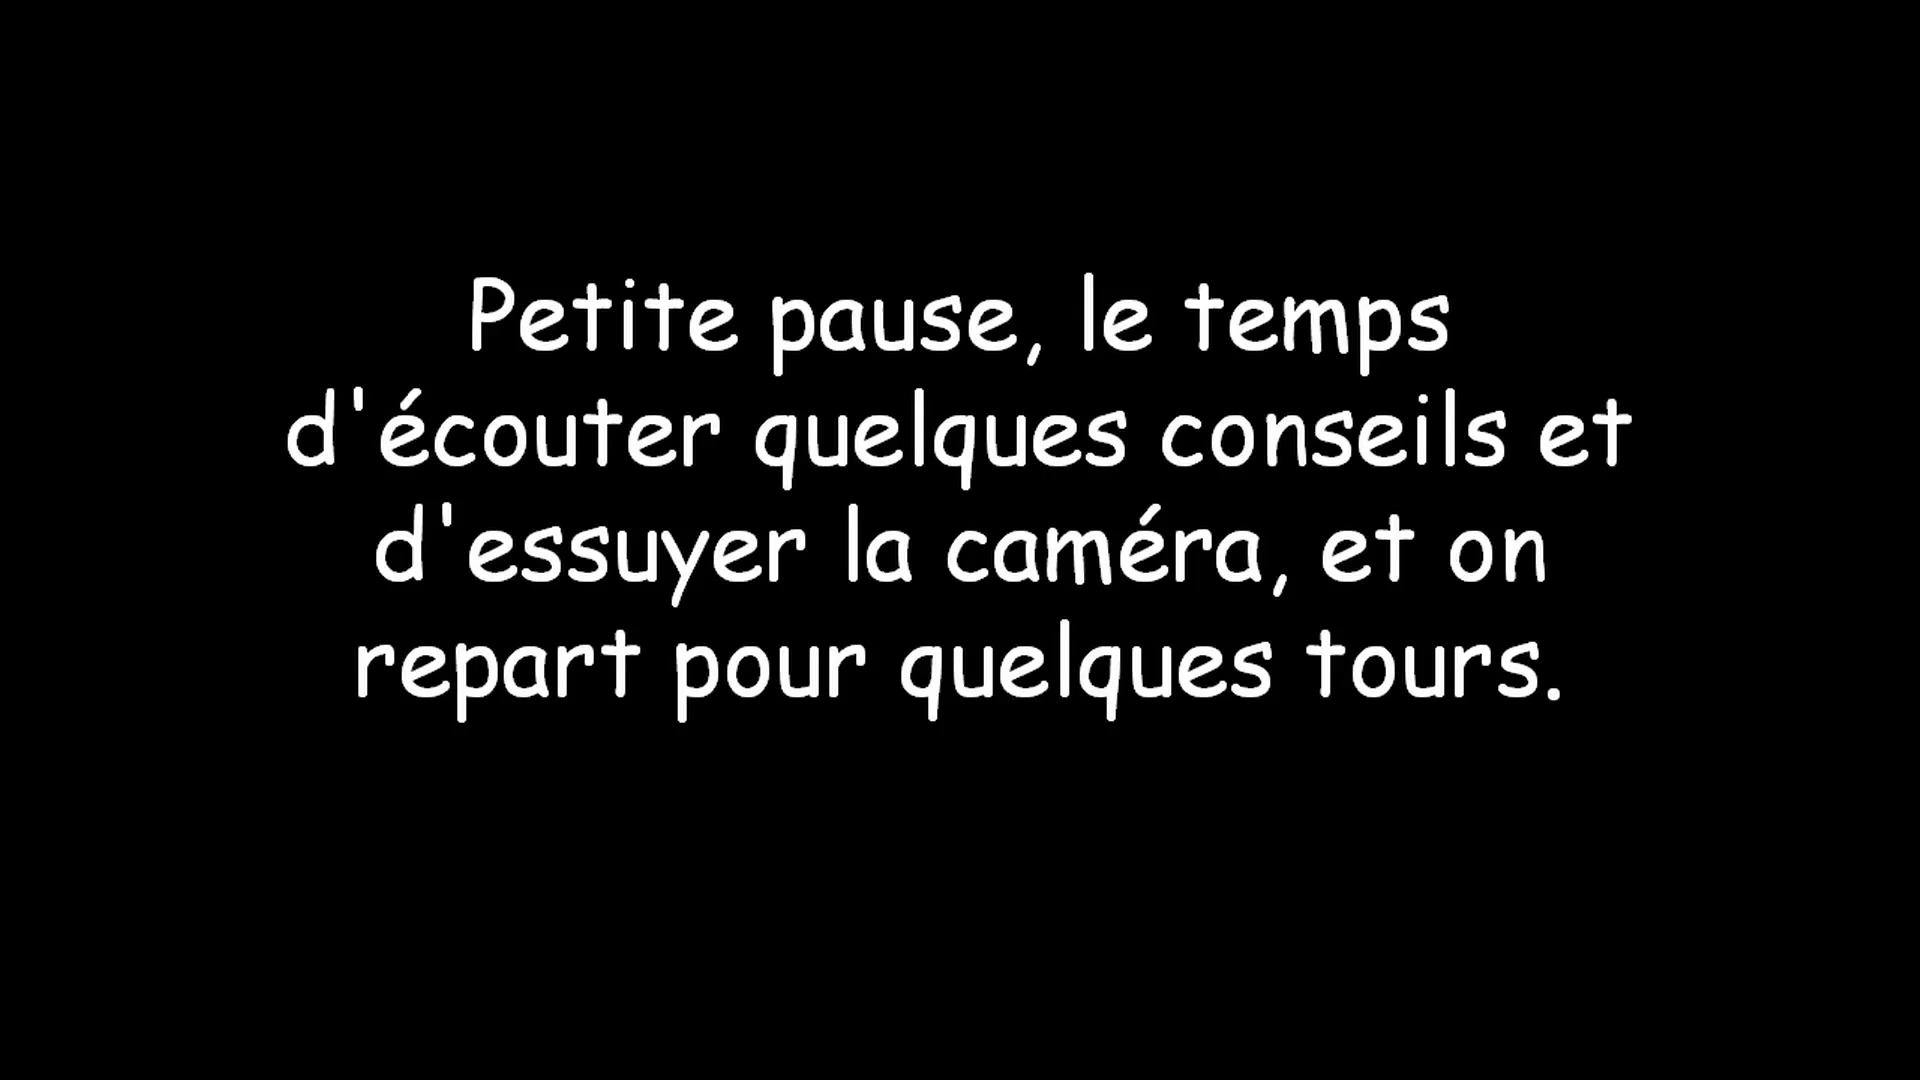 Petite pause, le temps
d'écouter quelques conseils et
d'essuyer la caméra, et on
repart pour quelques tours.